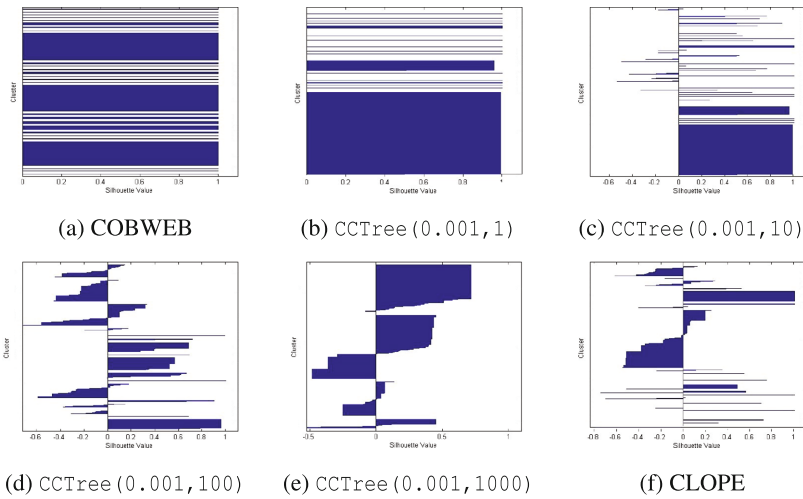 Cluster
0 0.2 0.4 0.6 0.8 1
Silhouette Value
(a) COBWEB
Cluster
0 0.2 0.4 0.6 0.8 1
Silhouette Value
(b) CCTree(0.001,1)
Cluster
-0.6 -0.4 -0.2 0 0.2 0.4 0.6 0.8 1
Silhouette Value
(c) CCTree(0.001,10)
Cluster
-0.6 -0.4 -0.2 0 0.2 0.4 0.6 0.8 1
Silhouette Value
(d) CCTree(0.001,100)
Cluster
-0.5 0 0.5 1
Silhouette Value
(e) CCTree(0.001,1000)
Cluster
-0.8 -0.6 -0.4 -0.2 0 0.2 0.4 0.6 0.8 1
Silhouette Value
(f) CLOPE